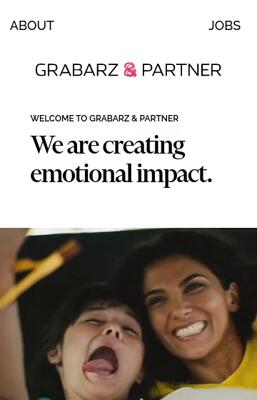 ABOUT JOBS
GRABARZ & PARTNER
WELCOME TO GRABARZ & PARTNER
We are creating
emotional impact.